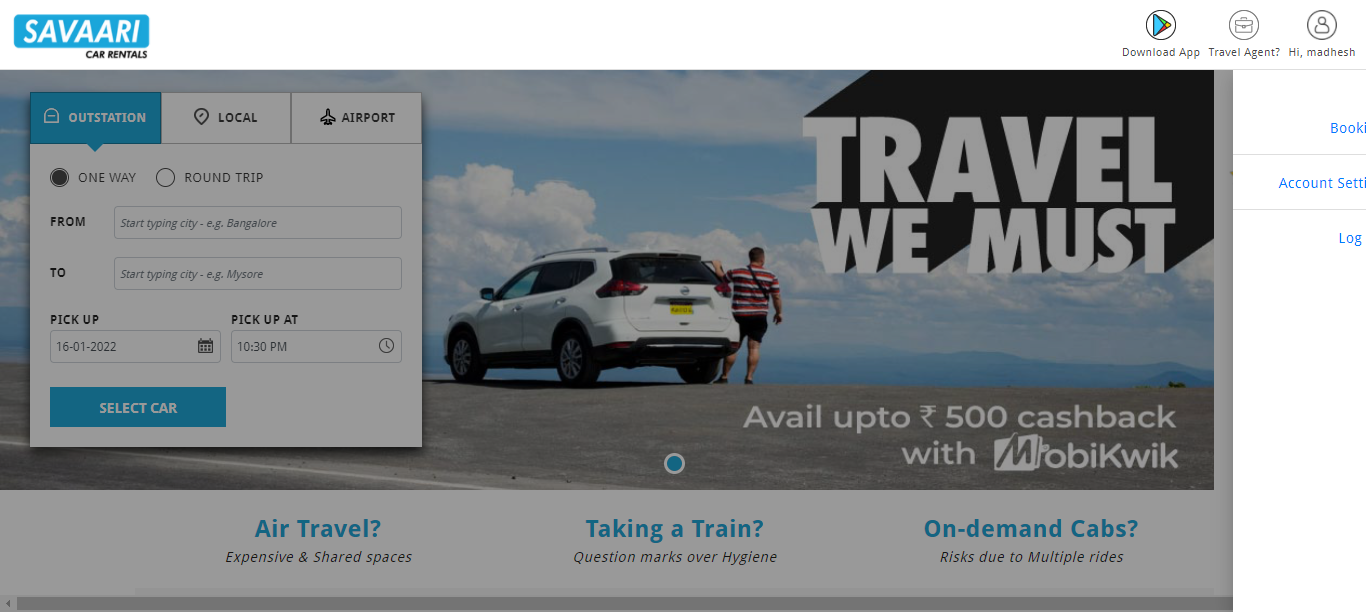 SAVAARI
CAR RENTALS
Download App
Travel Agent?
Hi, madhesh
OUTSTATION
LOCAL
AIRPORT
ONE WAY
ROUND TRIP
FROM
Start typing city - e.g. Bangalore
TO
Start typing city - e.g. Mysore
PICK UP
PICK UP AT
16-01-2022
10:30 PM
SELECT CAR
TRAVEL
WE MUST
Avail upto ₹ 500 cashback
with MobiKwik
Booki
Account Setti
Log
Air Travel?
Expensive & Shared spaces
Taking a Train?
Question marks over Hygiene
On-demand Cabs?
Risks due to Multiple rides